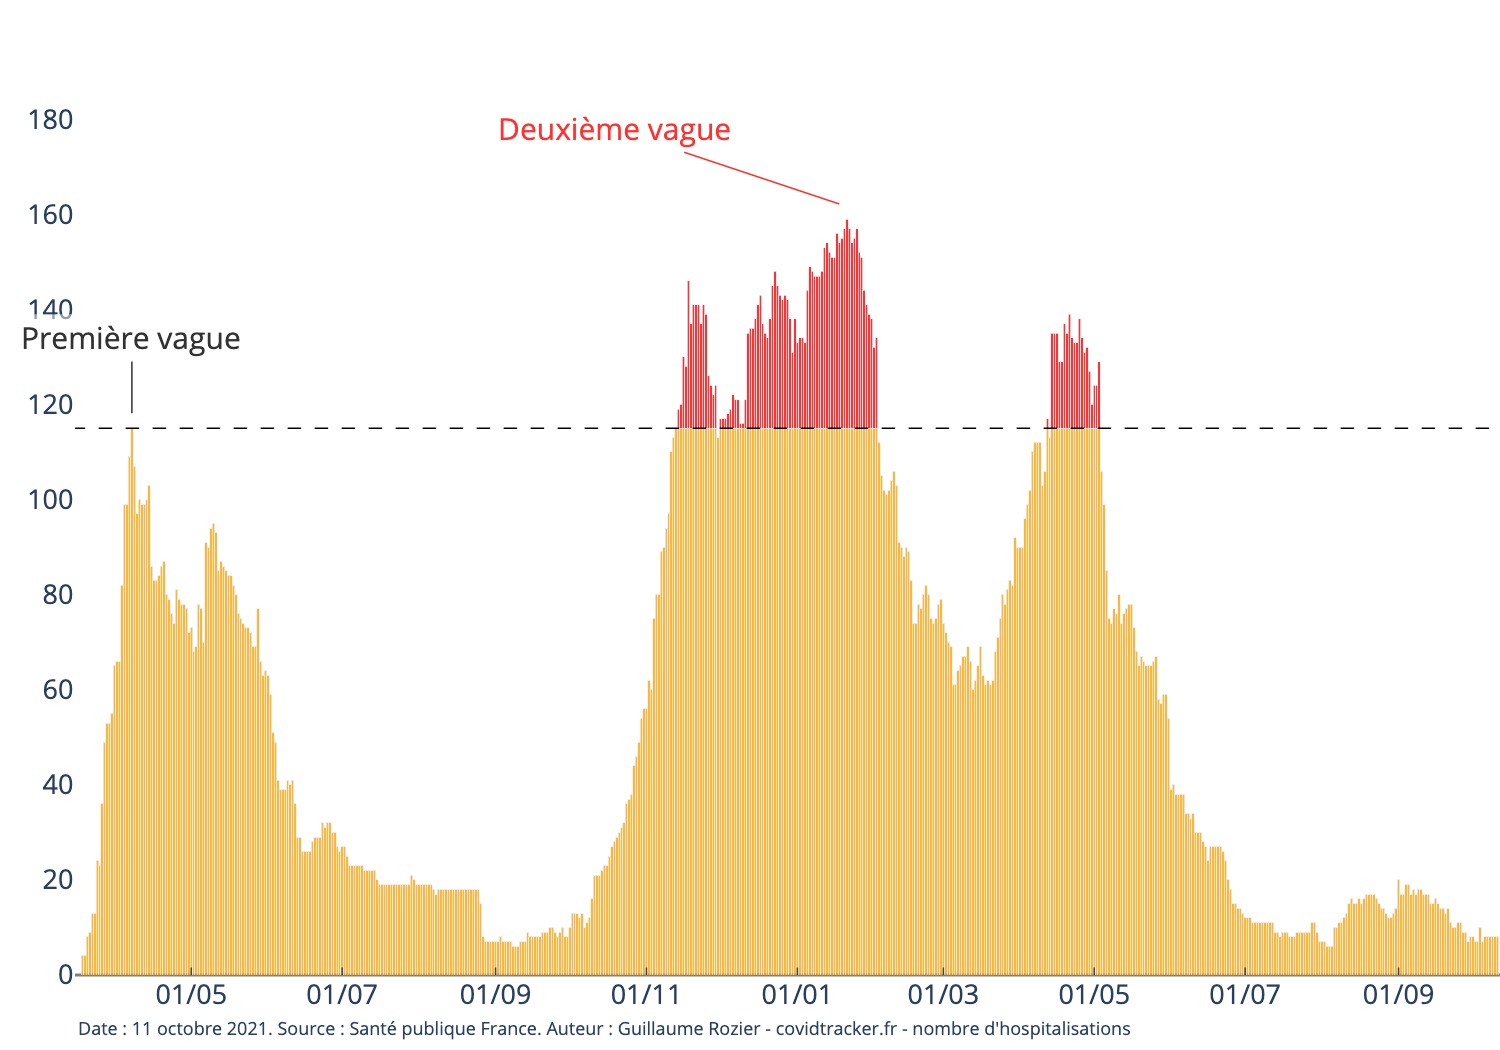 180
Deuxième vague
160
140
Première vague
120
100
80
60
40
20
0
01/05 01/07 01/09 01/11 01/01 01/03 01/05 01/07 01/09
Date : 11 octobre 2021. Source : Santé publique France. Auteur : Guillaume Rozier - covidtracker.fr - nombre d'hospitalisations